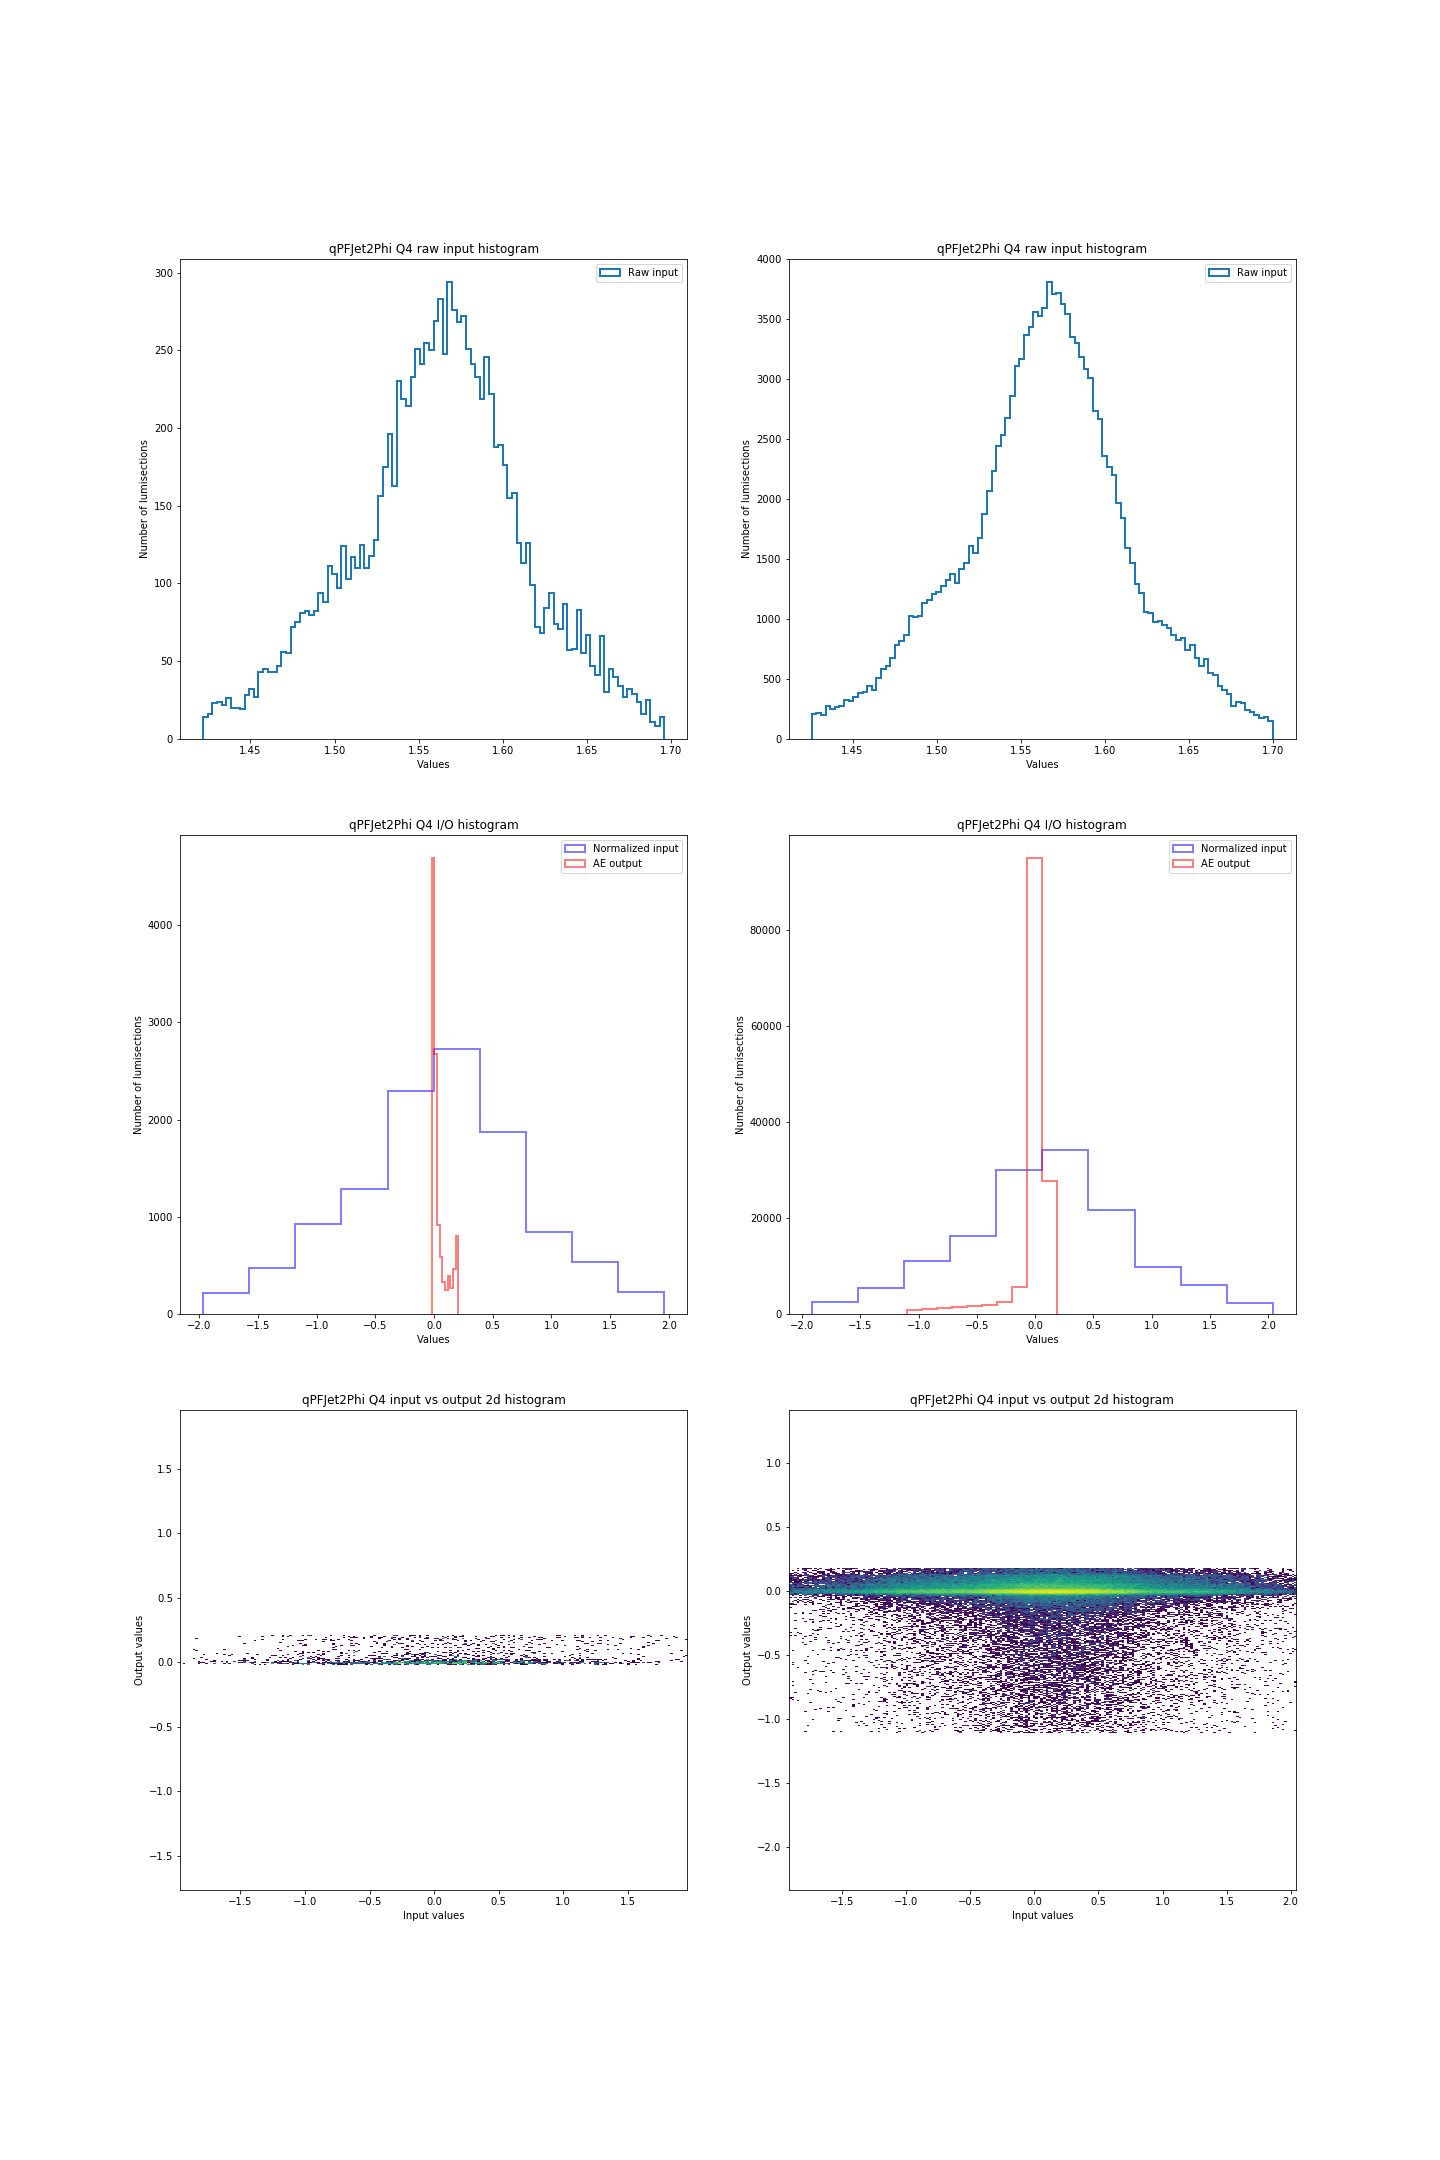 qPFJet2Phi Q4 raw input histogram
Raw input
300
250
200
150
100
50
0
Number of lumisections
1.45 1.50 1.55 1.60 1.65 1.70
Values
qPFJet2Phi Q4 raw input histogram
Raw input
4000
3500
3000
2500
2000
1500
1000
500
0
Number of lumisections
1.45 1.50 1.55 1.60 1.65 1.70
Values
qPFJet2Phi Q4 I/O histogram
Normalized input
AE output
4000
3000
2000
1000
0
Number of lumisections
−2.0 −1.5 −1.0 −0.5 0.0 0.5 1.0 1.5 2.0
Values
qPFJet2Phi Q4 I/O histogram
Normalized input
AE output
80000
60000
40000
20000
0
Number of lumisections
−2.0 −1.5 −1.0 −0.5 0.0 0.5 1.0 1.5 2.0
Values
qPFJet2Phi Q4 input vs output 2d histogram
1.5
1.0
0.5
0.0
−0.5
−1.0
−1.5
Output values
−1.5 −1.0 −0.5 0.0 0.5 1.0 1.5
Input values
qPFJet2Phi Q4 input vs output 2d histogram
1.0
0.5
0.0
−0.5
−1.0
−1.5
−2.0
Output values
−1.5 −1.0 −0.5 0.0 0.5 1.0 1.5 2.0
Input values